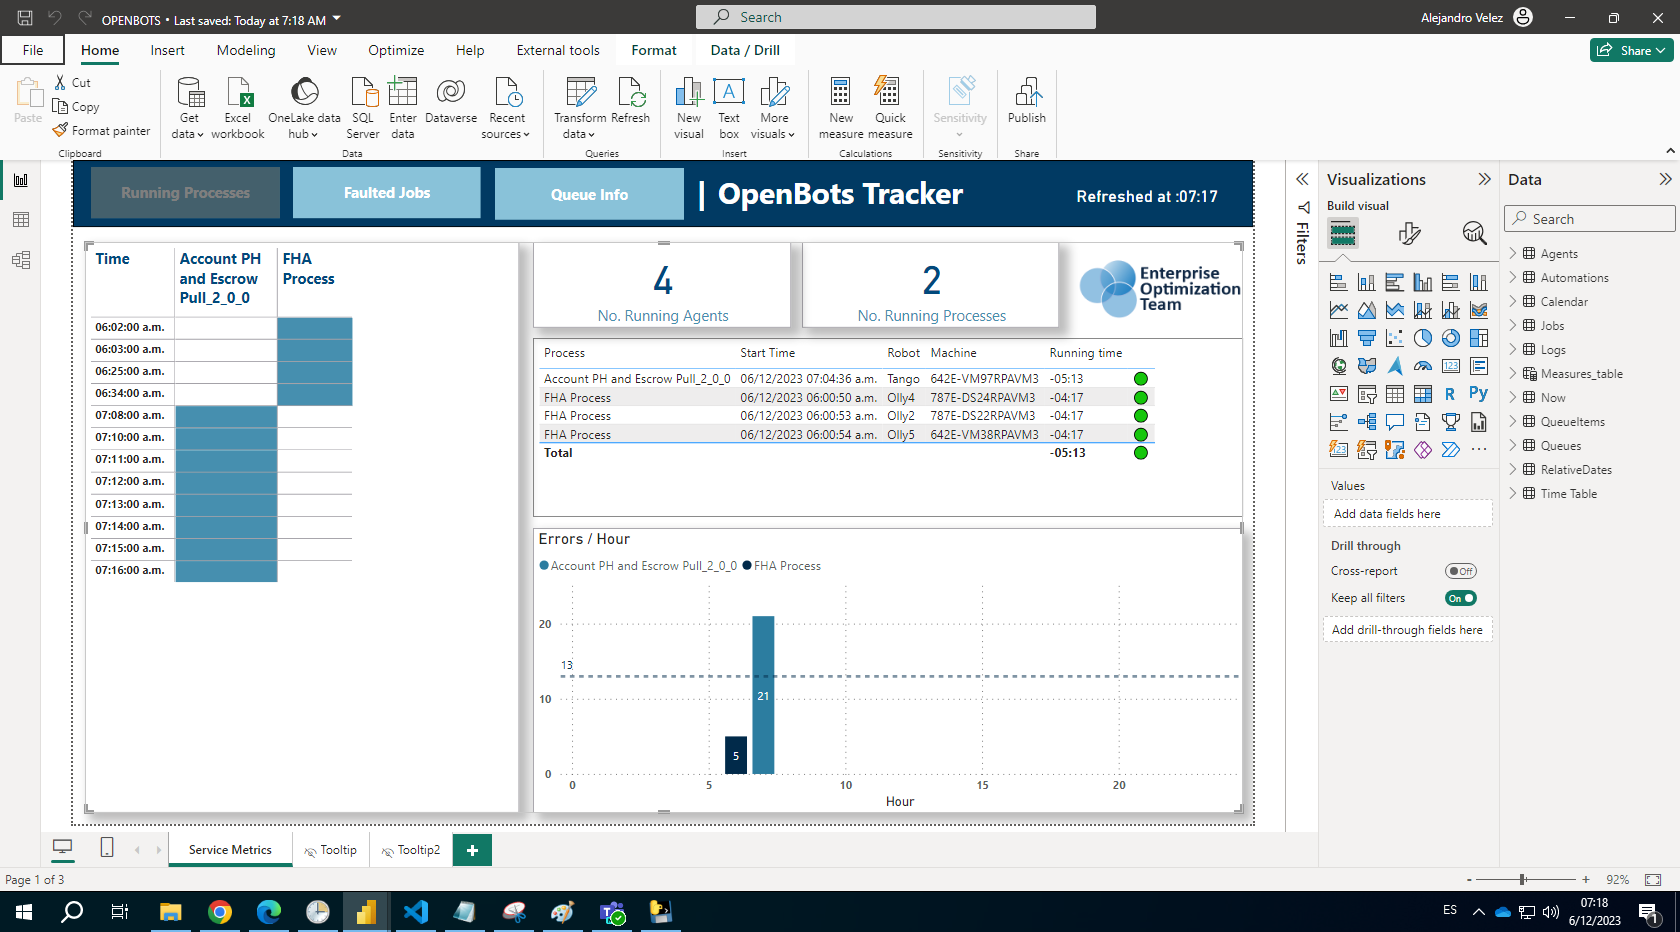 OPENBOTS • Last saved: Today at 7:18 AM
Search
Alejandro Velez
File
Home
Insert
Modeling
View
Optimize
Help
External tools
Format
Data / Drill
Share
Paste
Cut
Copy
Format painter
Clipboard
Get data
Excel workbook
OneLake data hub
SQL Server
Enter data
Dataverse
Recent sources
Data
Transform data
Refresh
Queries
New visual
Text box
More visuals
Insert
New measure
Quick measure
Calculations
Sensitivity
Sensitivity
Publish
Share
Running Processes
Faulted Jobs
Queue Info
| OpenBots Tracker
Refreshed at :07:17
Time
Account PH and Escrow Pull_2_0_0
FHA Process
06:02:00 a.m.
06:03:00 a.m.
06:25:00 a.m.
06:34:00 a.m.
07:08:00 a.m.
07:10:00 a.m.
07:11:00 a.m.
07:12:00 a.m.
07:13:00 a.m.
07:14:00 a.m.
07:15:00 a.m.
07:16:00 a.m.
4
No. Running Agents
2
No. Running Processes
Enterprise
Optimization
Team
Process Start Time Robot Machine Running time
Account PH and Escrow Pull_2_0_0 06/12/2023 07:04:36 a.m. Tango 642E-VM97RPAVM3 -05:13
FHA Process 06/12/2023 06:00:50 a.m. Olly4 787E-DS24RPAVM3 -04:17
FHA Process 06/12/2023 06:00:53 a.m. Olly2 787E-DS22RPAVM3 -04:17
FHA Process 06/12/2023 06:00:54 a.m. Olly5 642E-VM38RPAVM3 -04:17
Total -05:13
Errors / Hour
Account PH and Escrow Pull_2_0_0 FHA Process
20
13
10
0
21
5
0 5 10 15 20
Hour
Filters
Visualizations
Build visual
123
R
Py
123
Values
Add data fields here
Drill through
Cross-report
Off
Keep all filters
On
Add drill-through fields here
Data
Search
Agents
Automations
Calendar
Jobs
Logs
Measures_table
Now
QueueItems
Queues
RelativeDates
Time Table
Service Metrics
Tooltip
Tooltip2
+
Page 1 of 3
- + 92%
ES
07:18
6/12/2023
1